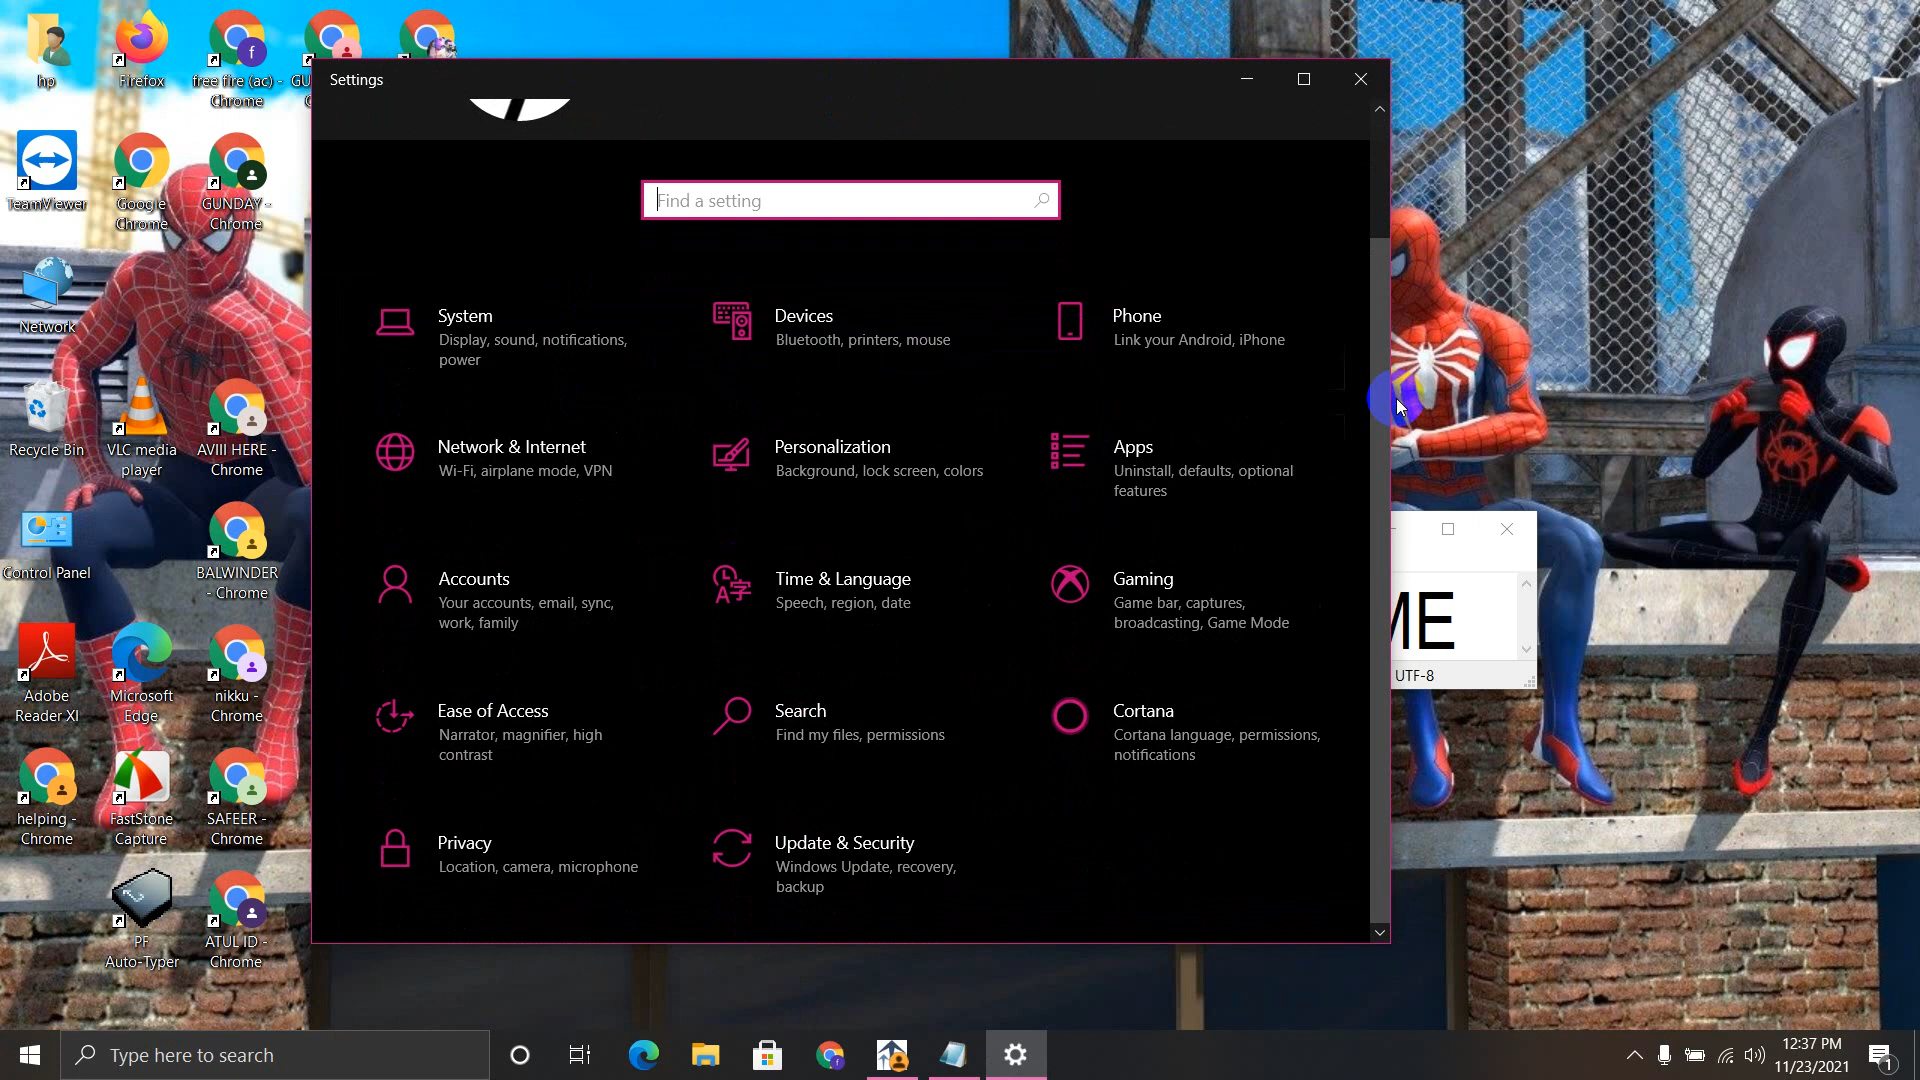 hp
Firefox
free fire (ac) -
Chrome
GU
TeamViewer
Google
Chrome
GUNDAY -
Chrome
Network
Recycle Bin
VLC media
player
AVIII HERE -
Chrome
Control Panel
BALWINDER
- Chrome
Adobe
Reader XI
Microsoft
Edge
nikku -
Chrome
helping -
Chrome
FastStone
Capture
SAFEER -
Chrome
PF
Auto-Typer
ATUL ID -
Chrome
Settings
Find a setting
System
Display, sound, notifications,
power
Devices
Bluetooth, printers, mouse
Phone
Link your Android, iPhone
Network & Internet
Wi-Fi, airplane mode, VPN
Personalization
Background, lock screen, colors
Apps
Uninstall, defaults, optional
features
Accounts
Your accounts, email, sync,
work, family
Time & Language
Speech, region, date
Gaming
Game bar, captures,
broadcasting, Game Mode
Ease of Access
Narrator, magnifier, high
contrast
Search
Find my files, permissions
Cortana
Cortana language, permissions,
notifications
Privacy
Location, camera, microphone
Update & Security
Windows Update, recovery,
backup
ME
UTF-8
Type here to search
12:37 PM
11/23/2021
1